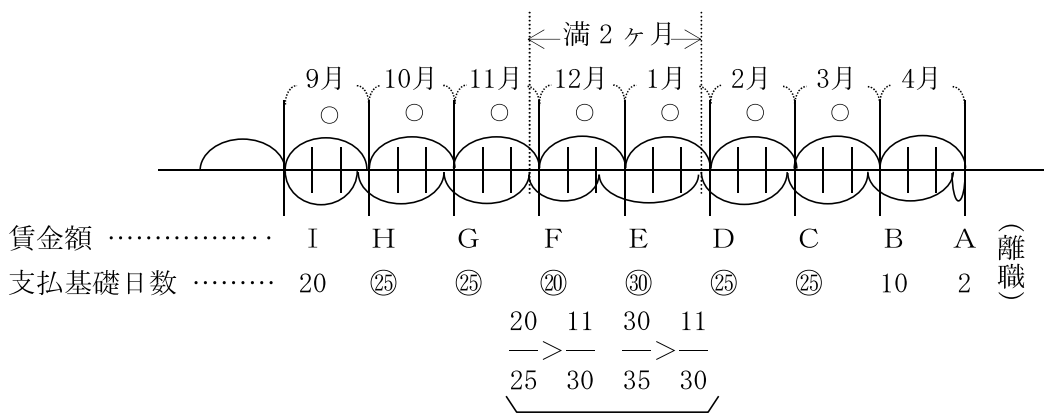 満２ヶ月
9月 10月 11月 12月 1月 2月 3月 4月
○ ○ ○ ○ ○ ○ ○
賃金額 ……………… I H G F E D C B A
支払基礎日数 ……… 20 ㉕ ㉕ ⑳ ㉚ ㉕ ㉕ 10 2
（離職）
20/25 > 11/30 30/35 > 11/30